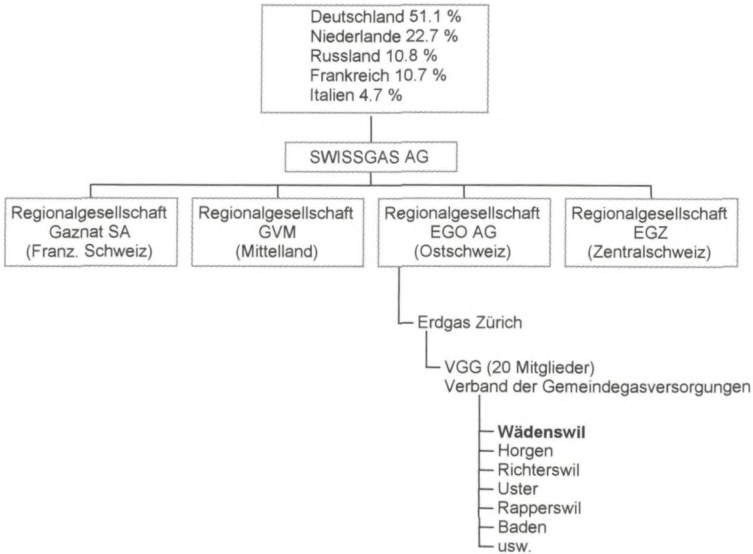 Deutschland 51.1 %
Niederlande 22.7 %
Russland 10.8 %
Frankreich 10.7 %
Italien 4.7 %
SWISSGAS AG
Regionalgesellschaft
Gaznat SA
(Franz. Schweiz)
Regionalgesellschaft
GVM
(Mittelland)
Regionalgesellschaft
EGO AG
(Ostschweiz)
Regionalgesellschaft
EGZ
(Zentralschweiz)
Erdgas Zürich
VGG (20 Mitglieder)
Verband der Gemeindegasversorgungen
Wädenswil
Horgen
Richterswil
Uster
Rapperswil
Baden
usw.